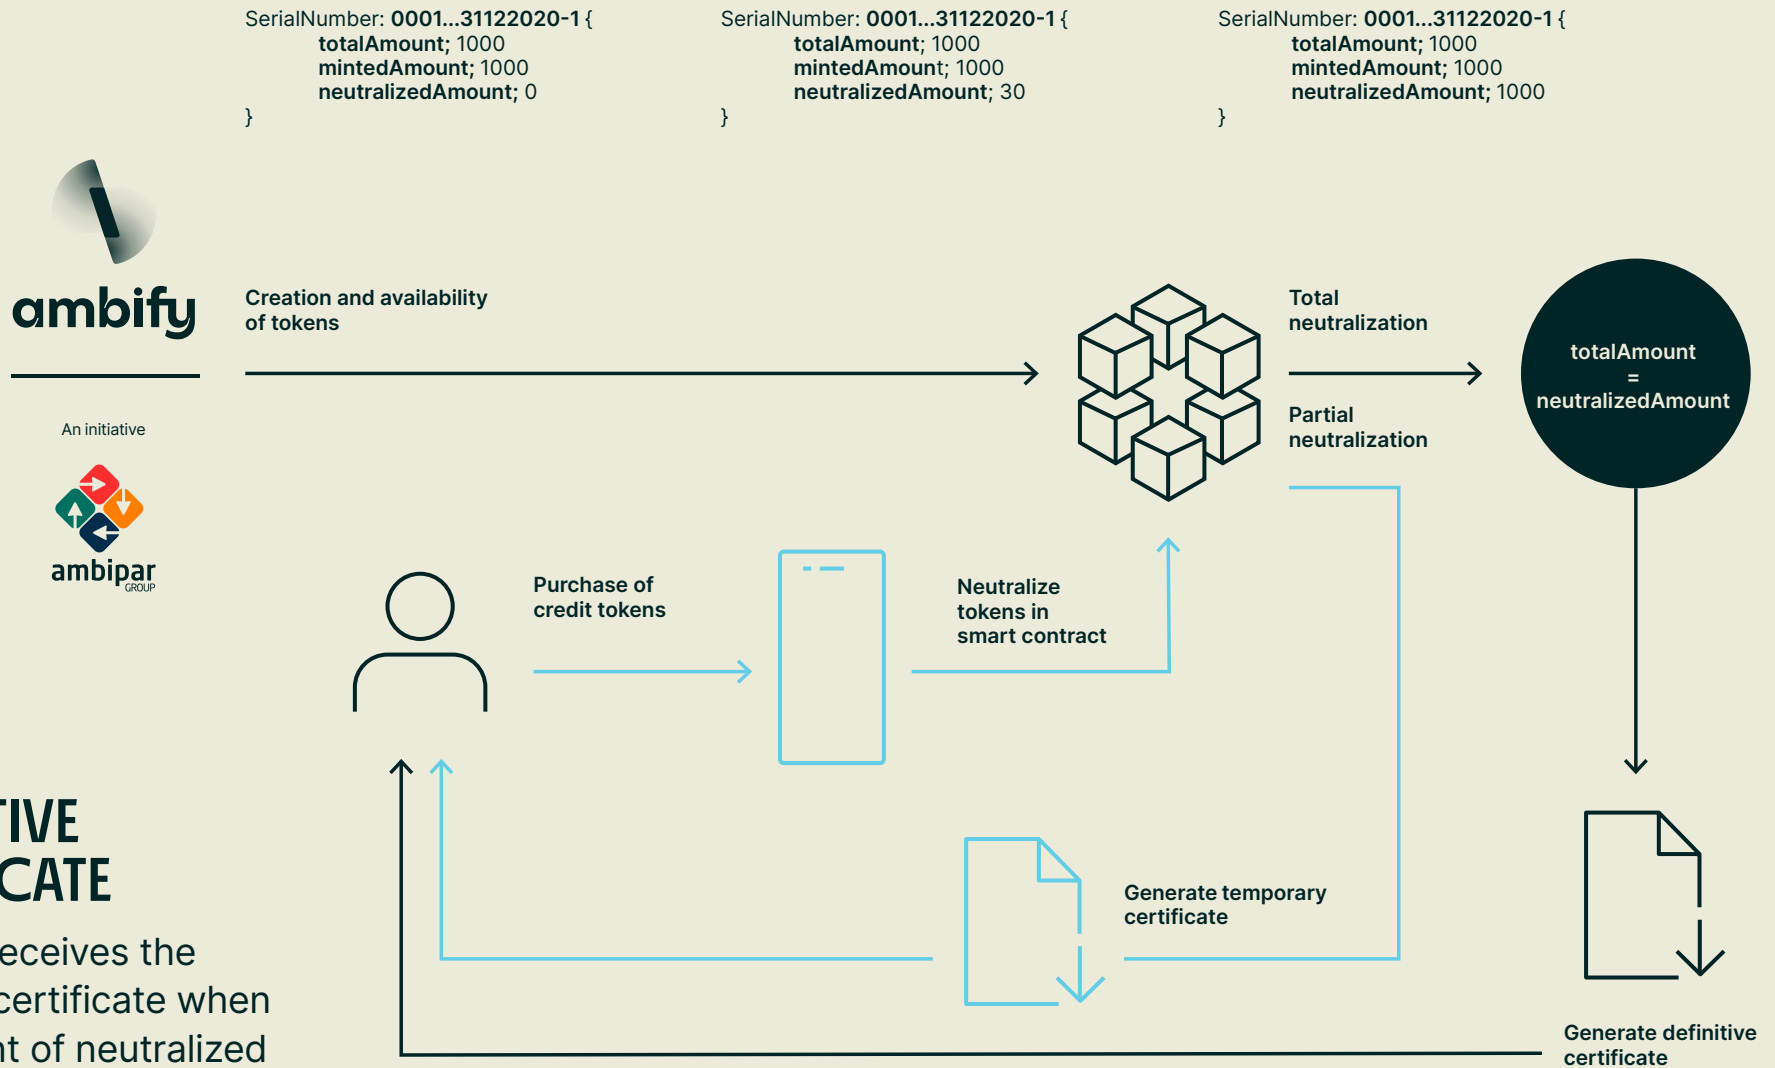 SerialNumber: 0001...31122020-1 {
totalAmount; 1000
mintedAmount; 1000
neutralizedAmount; 0
}
SerialNumber: 0001...31122020-1 {
totalAmount; 1000
mintedAmount; 1000
neutralizedAmount; 30
}
SerialNumber: 0001...31122020-1 {
totalAmount; 1000
mintedAmount; 1000
neutralizedAmount; 1000
}
ambify
An initiative
ambipar
GROUP
Creation and availability
of tokens
Total
neutralization
Partial
neutralization
totalAmount
=
neutralizedAmount
Purchase of
credit tokens
Neutralize
tokens in
smart contract
Generate temporary
certificate
Generate definitive
certificate
TIVE
CATE
eceives the
certificate when
t of neutralized